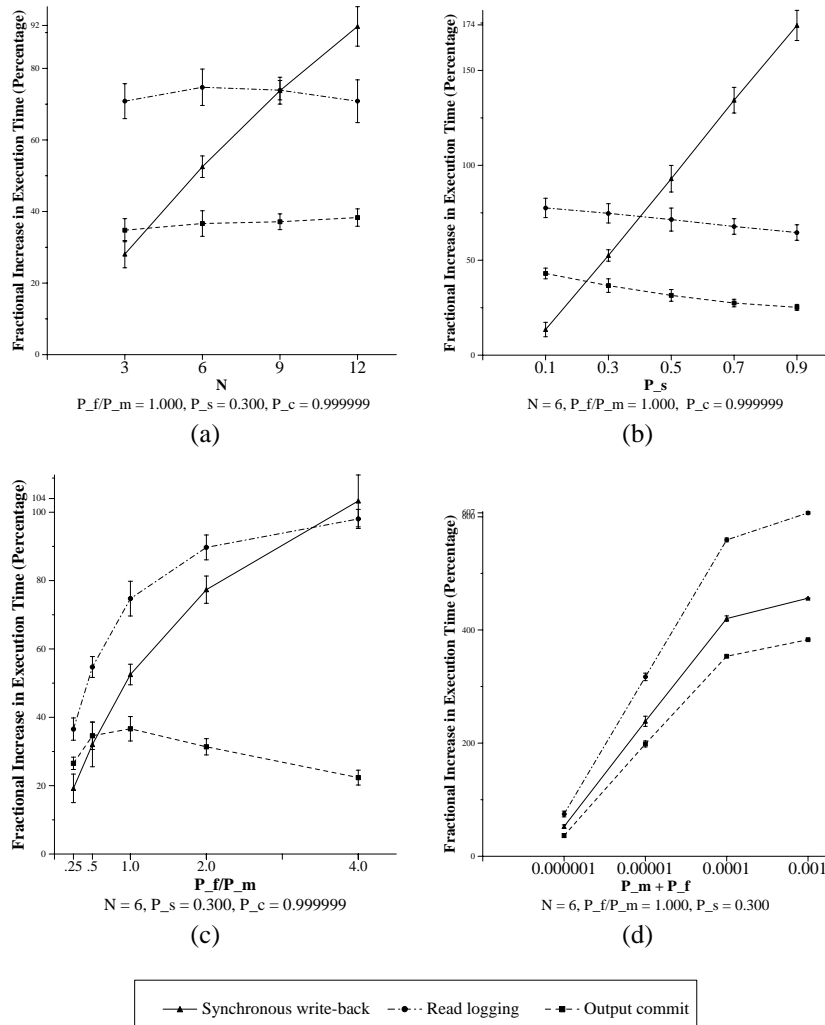 Fractional Increase in Execution Time (Percentage)
92
80
60
40
20
0
3 6 9 12
N
P_f/P_m = 1.000, P_s = 0.300, P_c = 0.999999
(a)
Fractional Increase in Execution Time (Percentage)
174
150
100
50
0
0.1 0.3 0.5 0.7 0.9
P_s
N = 6, P_f/P_m = 1.000, P_c = 0.999999
(b)
Fractional Increase in Execution Time (Percentage)
104
100
80
60
40
20
0
.25 .5 1.0 2.0 4.0
P_f/P_m
N = 6, P_s = 0.300, P_c = 0.999999
(c)
Fractional Increase in Execution Time (Percentage)
607
600
400
200
0
0.000001 0.00001 0.0001 0.001
P_m + P_f
N = 6, P_f/P_m = 1.000, P_s = 0.300
(d)
Synchronous write-back Read logging Output commit